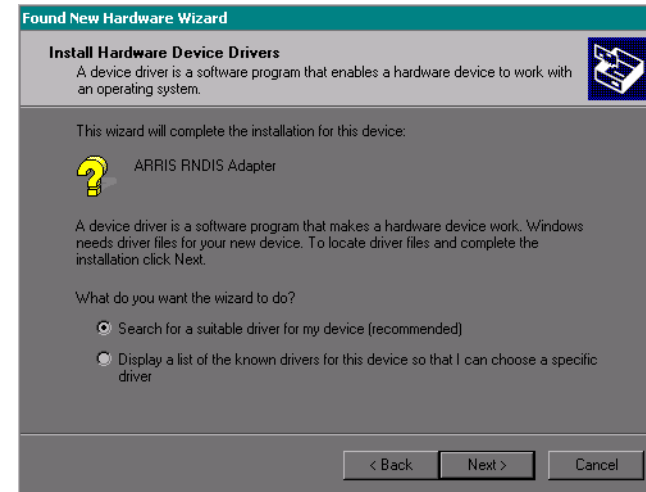 Found New Hardware Wizard
Install Hardware Device Drivers
A device driver is a software program that enables a hardware device to work with
an operating system.
This wizard will complete the installation for this device:
ARRIS RNDIS Adapter
A device driver is a software program that makes a hardware device work. Windows
needs driver files for your new device. To locate driver files and complete the
installation click Next.
What do you want the wizard to do?
Search for a suitable driver for my device (recommended)
Display a list of the known drivers for this device so that I can choose a specific
driver
< Back Next > Cancel